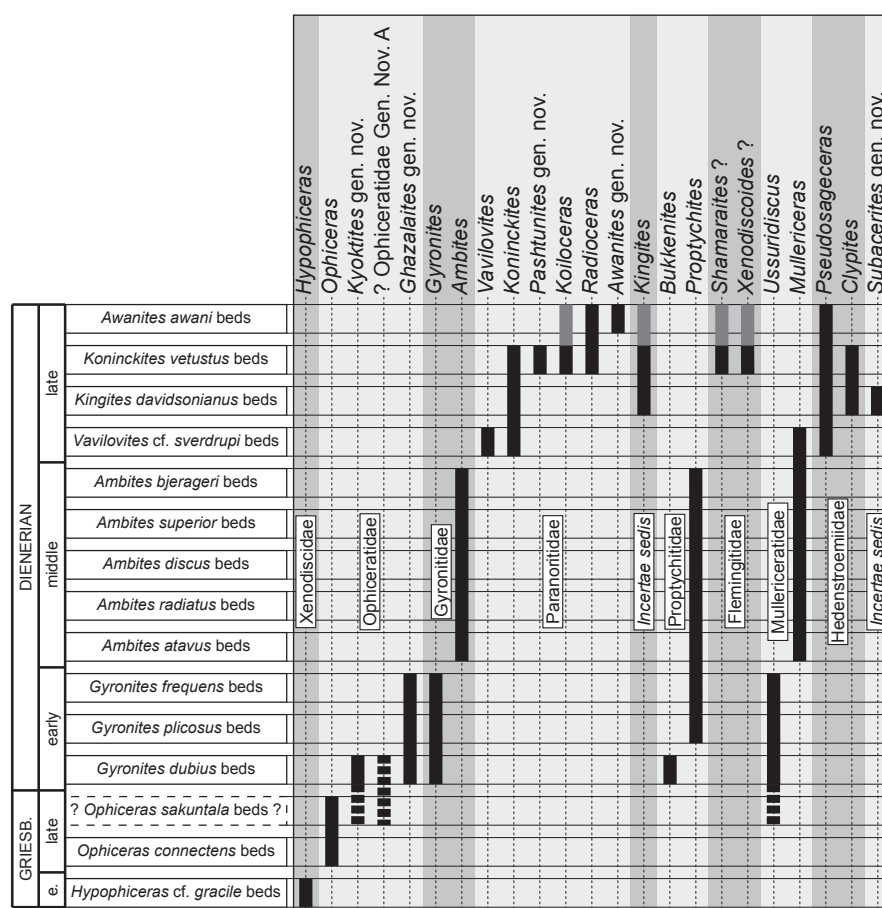 Hypophiceras
Ophiceras
Kyoktites gen. nov.
? Ophiceratidae Gen. Nov. A
Ghazalaites gen. nov.
Gyronites
Ambites
Vavilovites
Koninckites
Pashtunites gen. nov.
Koiloceras
Radioceras
Awanites gen. nov.
Kingites
Bukkenites
Proptychites
Shamaraites ?
Xenodiscoides ?
Ussuridiscus
Mullericeras
Pseudosageceras
Clypites
Subacerites gen. nov.
DIENERIAN
late
Awanites awani beds
Koninckites vetustus beds
Kingites davidsonianus beds
Vavilovites cf. sverdrupi beds
middle
Ambites bjerageri beds
Ambites superior beds
Ambites discus beds
Ambites radiatus beds
Ambites atavus beds
early
Gyronites frequens beds
Gyronites plicosus beds
Gyronites dubius beds
GRIESB.
late
? Ophiceras sakuntala beds ?
Ophiceras connectens beds
e.
Hypophiceras cf. gracile beds
Xenodiscidae
Ophiceratidae
Gyronitidae
Paranoritidae
Incertae sedis
Proptychitidae
Flemingitidae
Mullericeratidae
Hedenstroemiidae
Incertae sedis